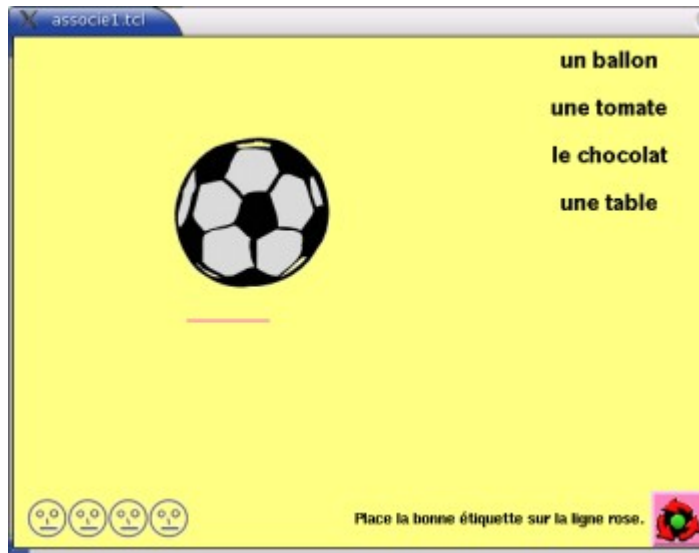 associe1.tcl
un ballon
une tomate
le chocolat
une table
Place la bonne étiquette sur la ligne rose.